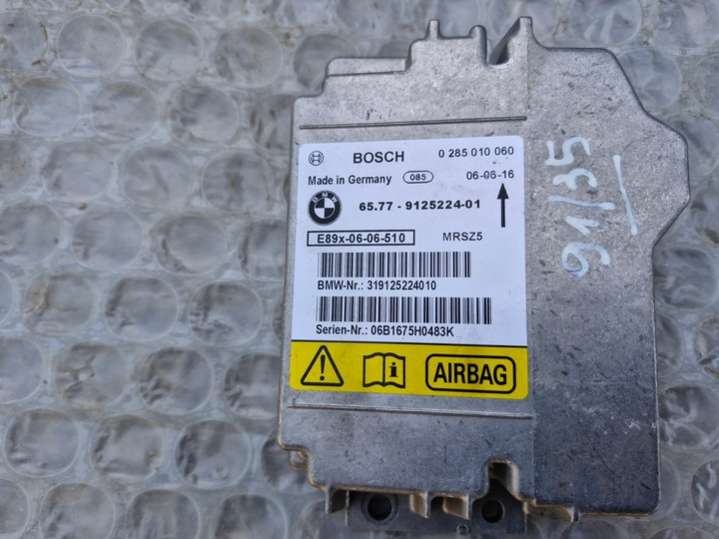 BOSCH 0 285 010 060
Made in Germany 085 06-06-16
BMW 65.77 - 9125224-01
E89x-06-06-510 MRSZ5
BMW-Nr.: 319125224010
Serien-Nr.: 06B1675H0483K
AIRBAG
91/35